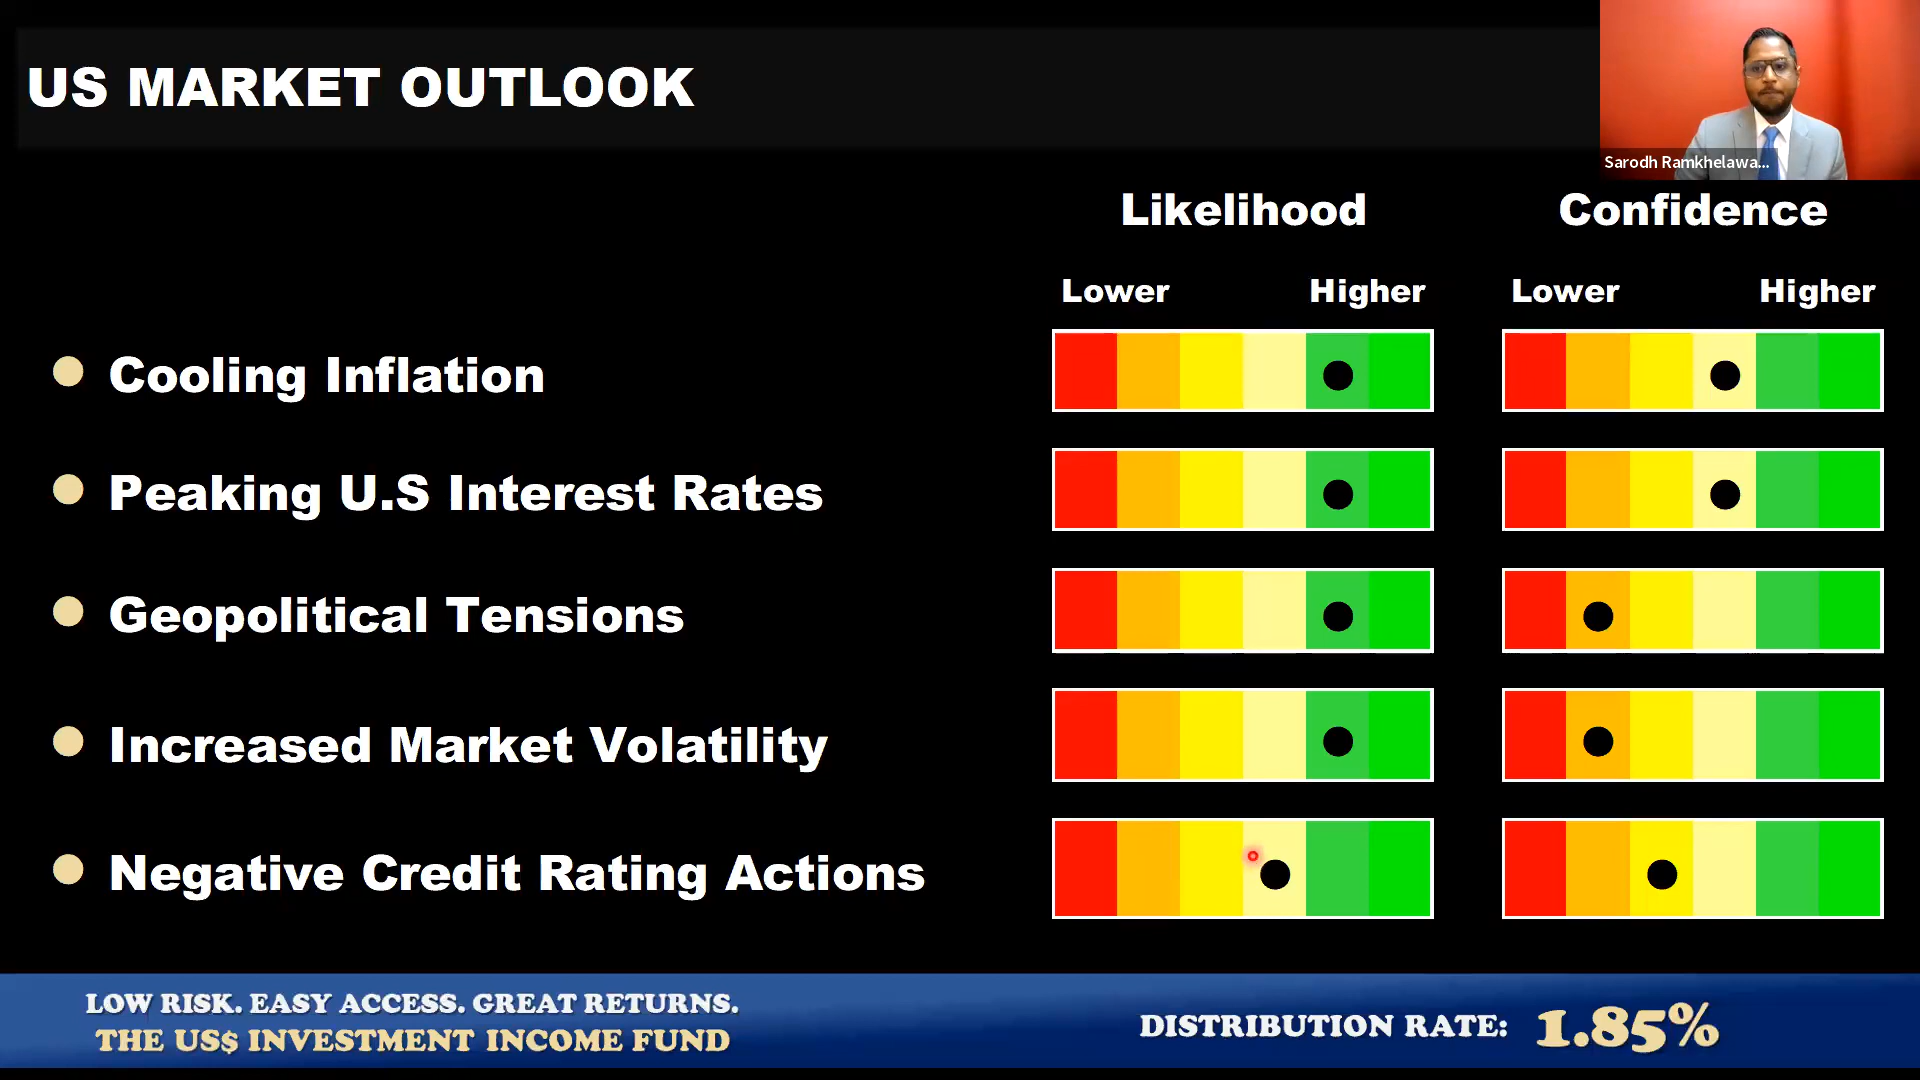 US MARKET OUTLOOK
Sarodh Ramkhelawa...
Likelihood Confidence
Lower Higher Lower Higher
Cooling Inflation
Peaking U.S Interest Rates
Geopolitical Tensions
Increased Market Volatility
Negative Credit Rating Actions
LOW RISK. EASY ACCESS. GREAT RETURNS.
THE US$ INVESTMENT INCOME FUND
DISTRIBUTION RATE: 1.85%